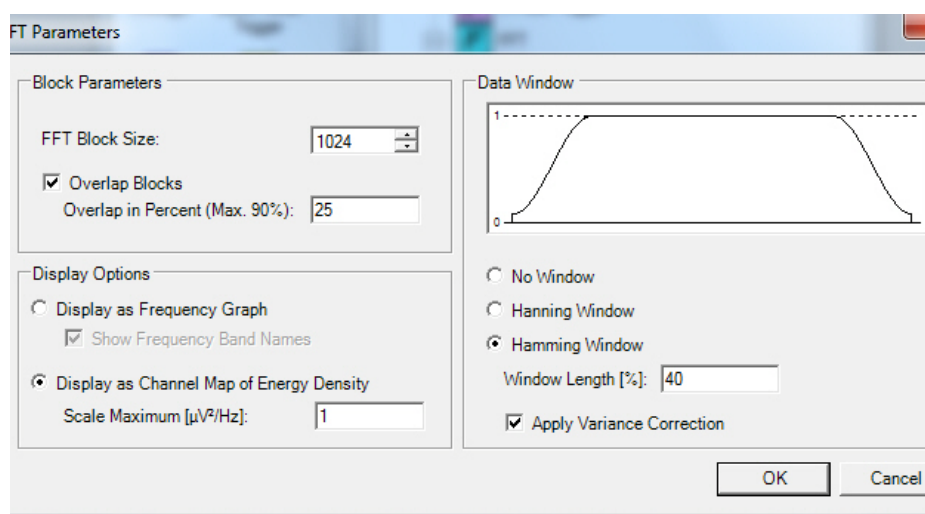 FT Parameters
Block Parameters
FFT Block Size: 1024
Overlap Blocks
Overlap in Percent (Max. 90%): 25
Display Options
Display as Frequency Graph
Show Frequency Band Names
Display as Channel Map of Energy Density
Scale Maximum [µV²/Hz]: 1
Data Window
1
0
No Window
Hanning Window
Hamming Window
Window Length [%]: 40
Apply Variance Correction
OK
Cancel